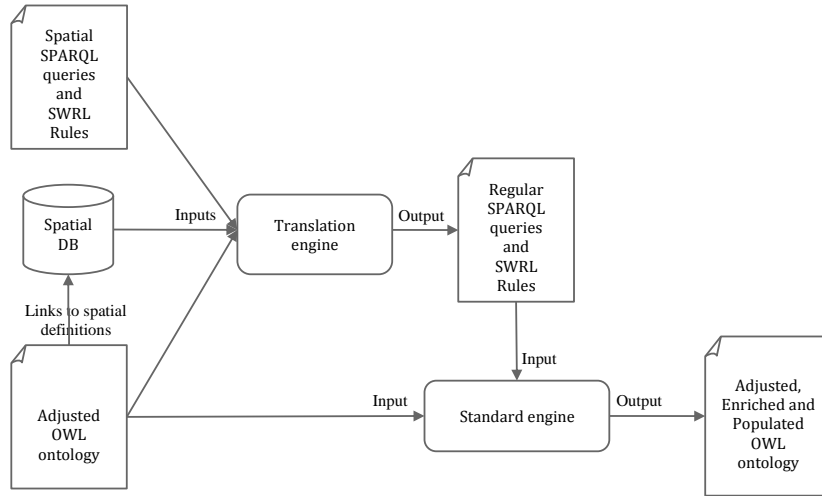 Spatial
SPARQL
queries
and
SWRL
Rules
Spatial
DB
Inputs
Translation
engine
Output
Regular
SPARQL
queries
and
SWRL
Rules
Links to spatial
definitions
Input
Adjusted
OWL
ontology
Input
Standard engine
Output
Adjusted,
Enriched and
Populated
OWL
ontology